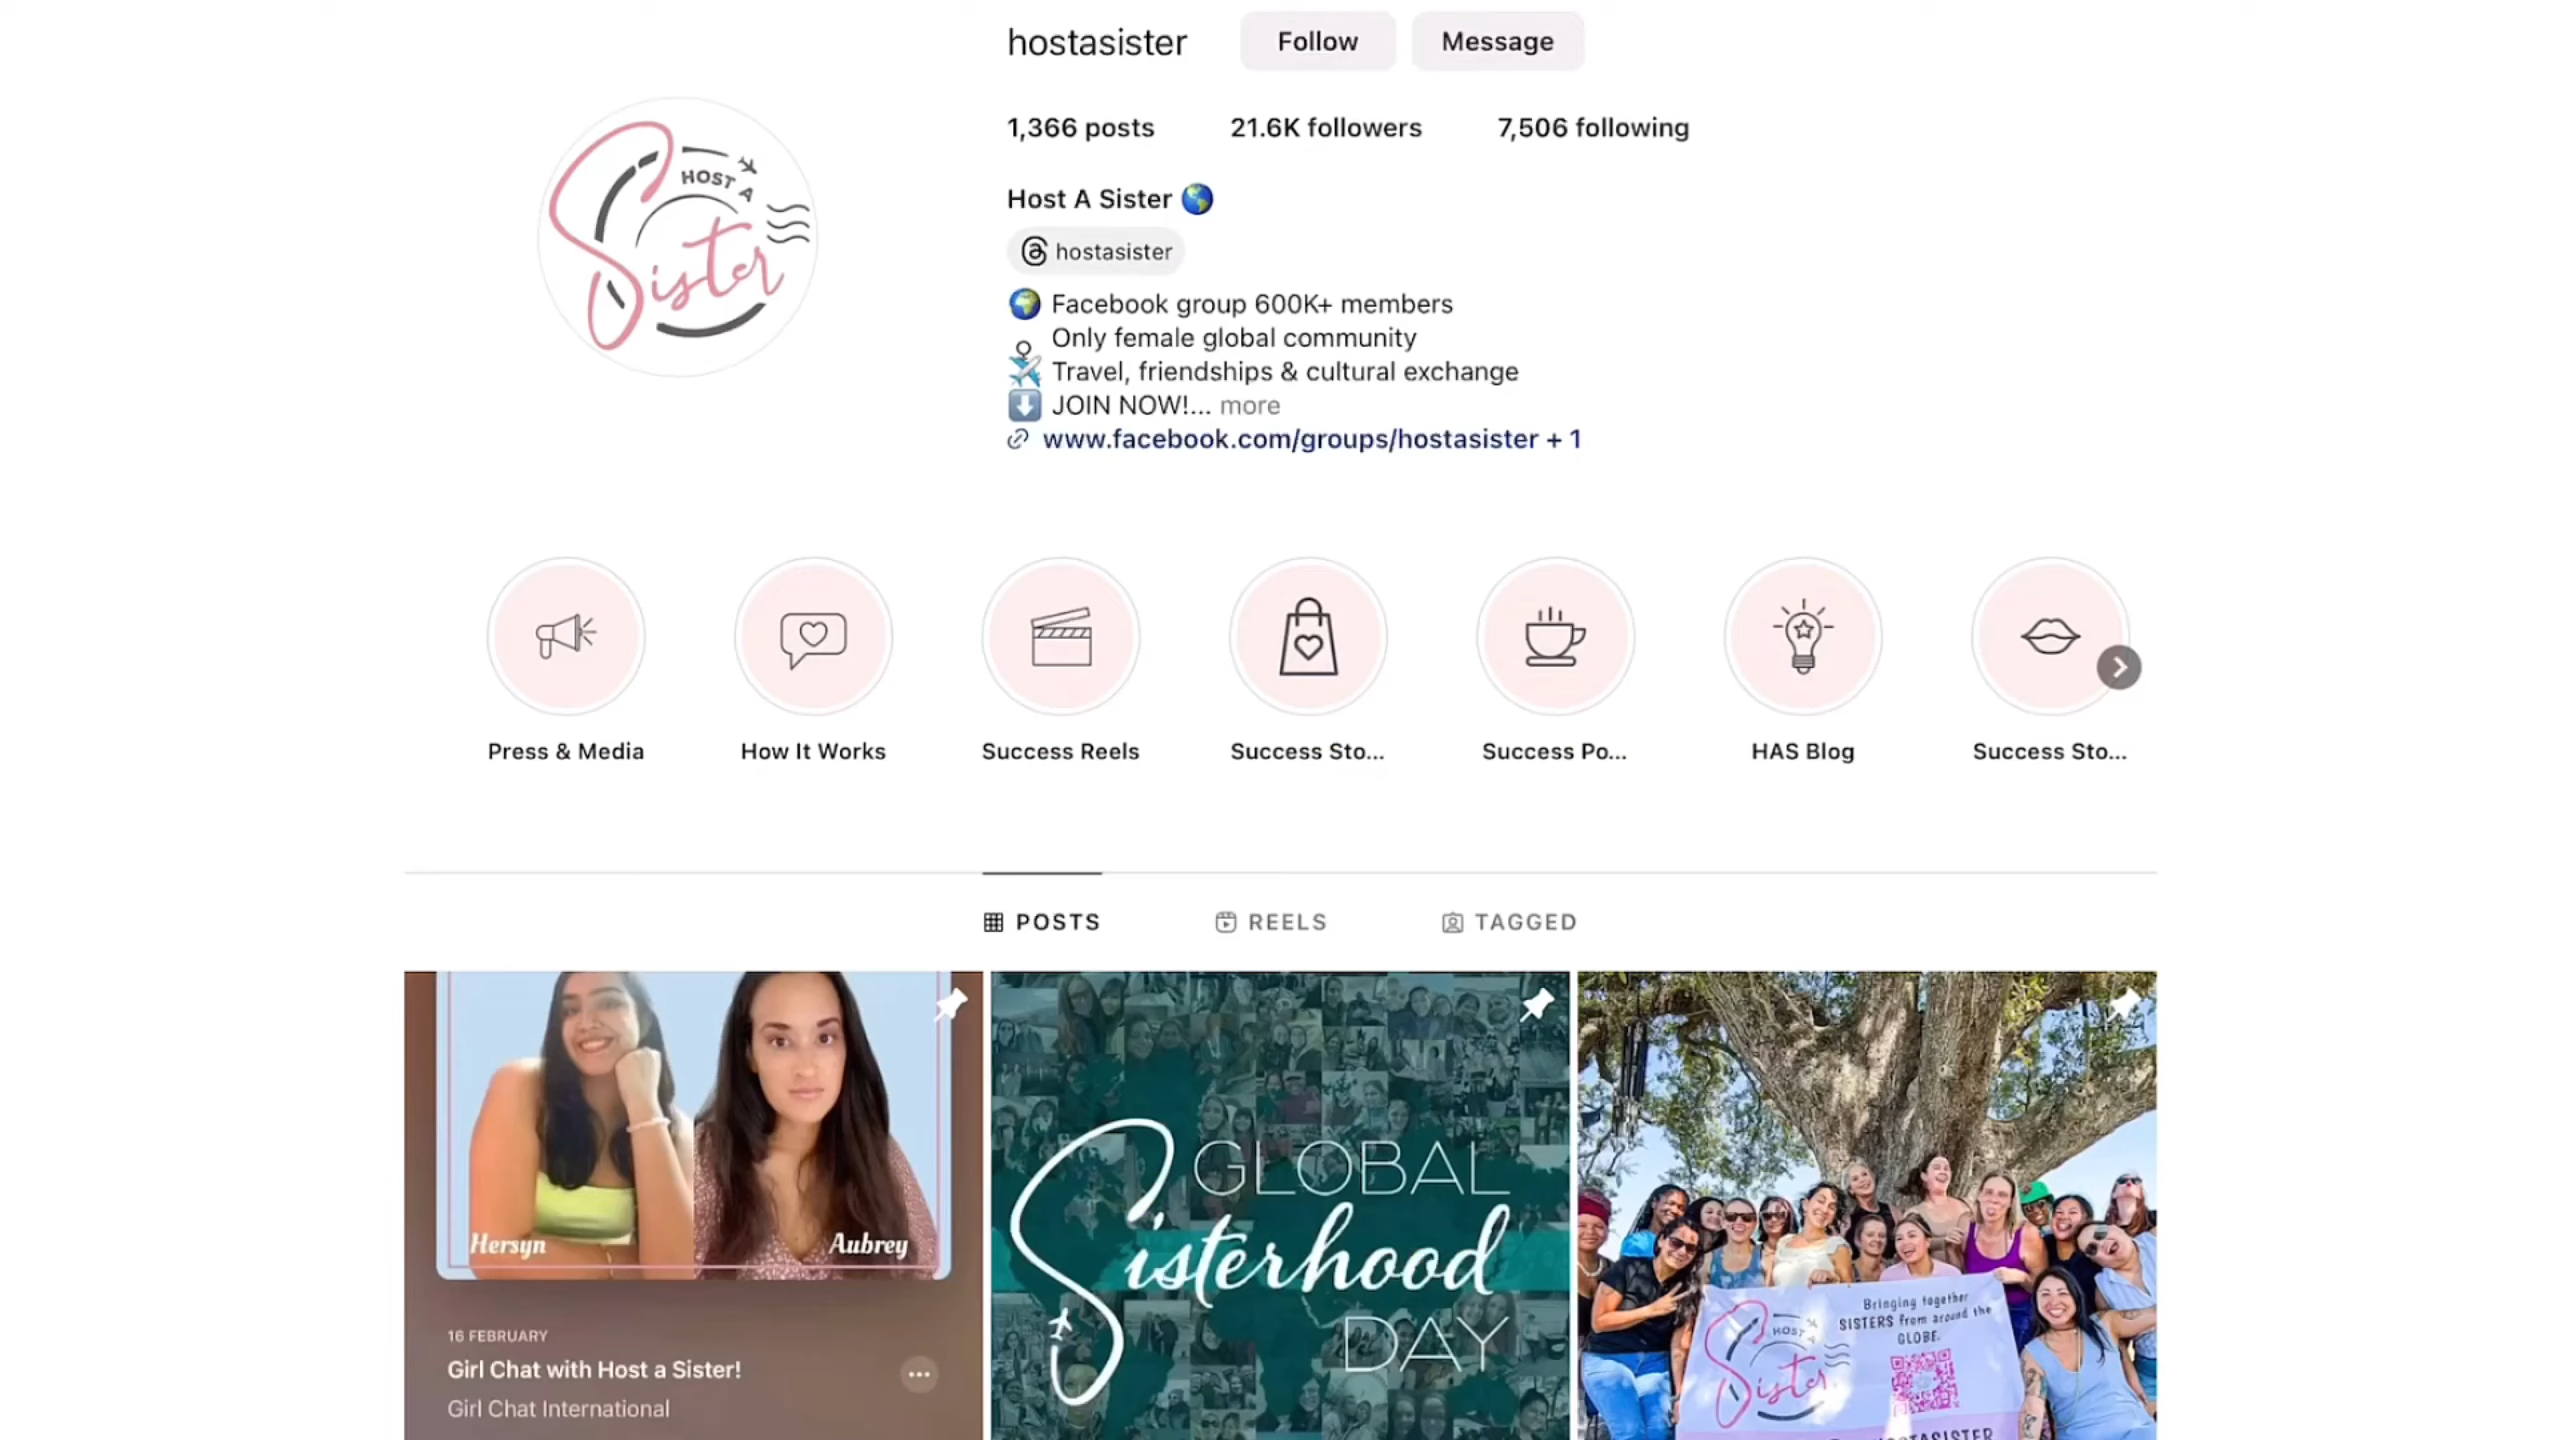 hostasister Follow Message
1,366 posts 21.6K followers 7,506 following
HOST A
Sister
Host A Sister
hostasister
Facebook group 600K+ members
Only female global community
Travel, friendships & cultural exchange
JOIN NOW!... more
www.facebook.com/groups/hostasister + 1
Press & Media How It Works Success Reels Success Sto... Success Po... HAS Blog Success Sto...
POSTS REELS TAGGED
Hersyn Aubrey
16 FEBRUARY
Girl Chat with Host a Sister!
Girl Chat International
GLOBAL
Sisterhood
DAY
Bringing together
SISTERS from around the
GLOBE.
HOST A
Sister